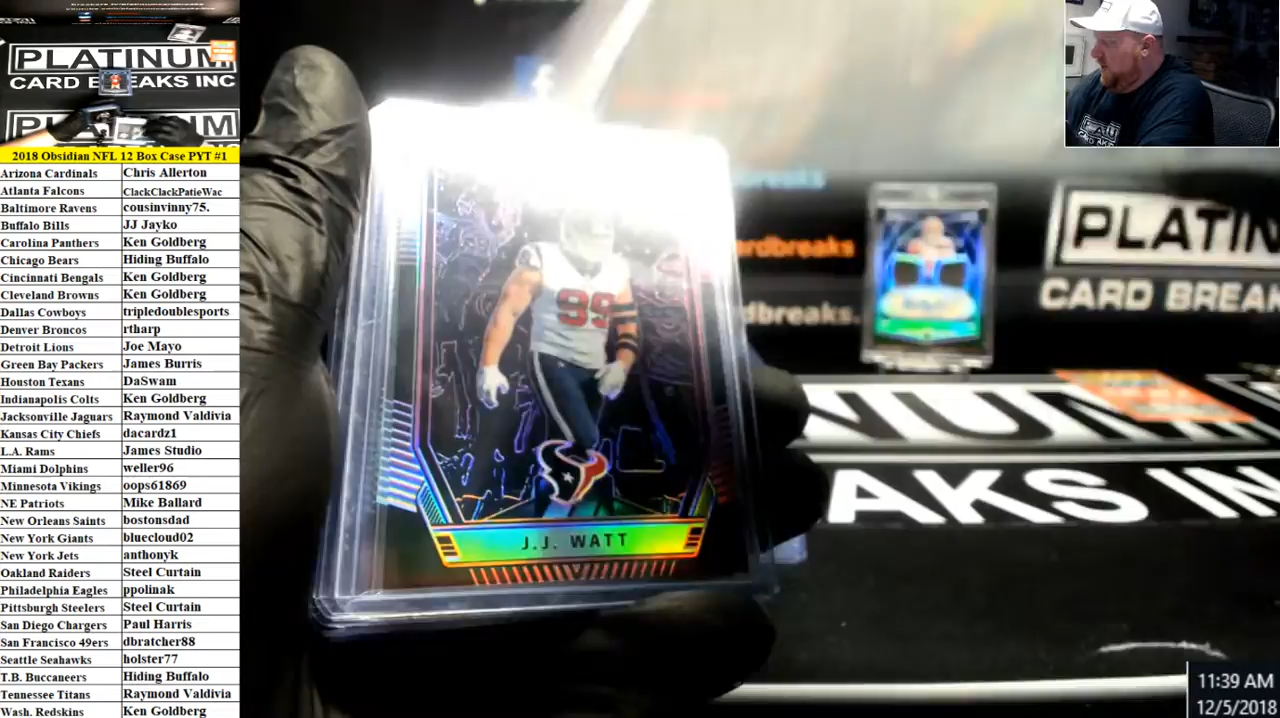 PLATINUM
CARD BREAKS INC
2018 Obsidian NFL 12 Box Case PYT #1
Arizona Cardinals Chris Allerton
Atlanta Falcons ClackClackPatieWac
Baltimore Ravens cousinvinny75.
Buffalo Bills JJ Jayko
Carolina Panthers Ken Goldberg
Chicago Bears Hiding Buffalo
Cincinnati Bengals Ken Goldberg
Cleveland Browns Ken Goldberg
Dallas Cowboys tripledoublesports
Denver Broncos rtharp
Detroit Lions Joe Mayo
Green Bay Packers James Burris
Houston Texans DaSwam
Indianapolis Colts Ken Goldberg
Jacksonville Jaguars Raymond Valdivia
Kansas City Chiefs dacardz1
L.A. Rams James Studio
Miami Dolphins weller96
Minnesota Vikings oops61869
NE Patriots Mike Ballard
New Orleans Saints bostonsdad
New York Giants bluecloud02
New York Jets anthonyk
Oakland Raiders Steel Curtain
Philadelphia Eagles ppolinak
Pittsburgh Steelers Steel Curtain
San Diego Chargers Paul Harris
San Francisco 49ers dbratcher88
Seattle Seahawks holster77
T.B. Buccaneers Hiding Buffalo
Tennessee Titans Raymond Valdivia
Wash. Redskins Ken Goldberg
99
J.J. WATT
breaks
ardbreaks
rdbreaks.
PLATIN
CARD BREA
NUM
AKS IN
11:39 AM
12/5/2018